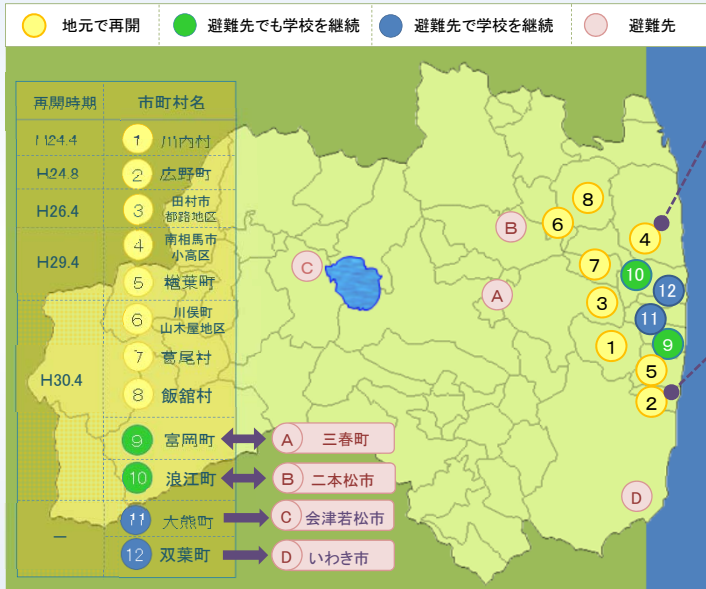 地元で再開 避難先でも学校を継続 避難先で学校を継続 避難先
再開時期 市町村名
H24.4 1 川内村
H24.8 2 広野町
H26.4 3 田村市
都路地区
H29.4 4 南相馬市
小高区
5 楢葉町
H30.4 6 川俣町
山木屋地区
7 葛尾村
8 飯舘村
9 富岡町 A 三春町
10 浪江町 B 二本松市
— 11 大熊町 C 会津若松市
12 双葉町 D いわき市
8
B 6
4
C 7 10
A 12
3
11
1 9
5
2
D